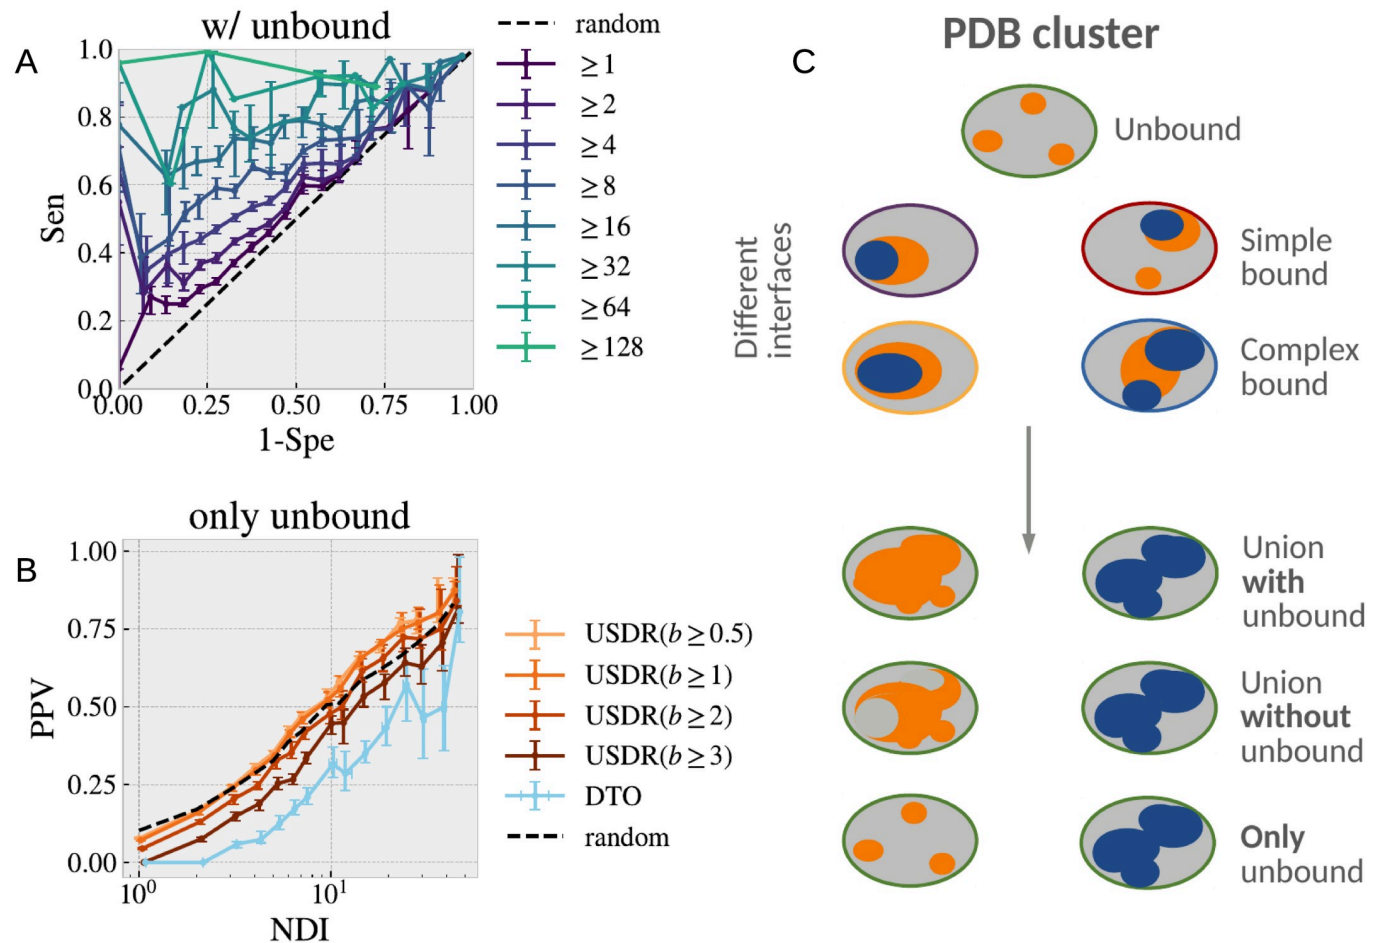 A
w/ unbound
Sen
1.0
0.8
0.6
0.4
0.2
0.0
0.00
0.25
0.50
0.75
1.00
1-Spe
random
≥1
≥2
≥4
≥8
≥16
≥32
≥64
≥128
B
only unbound
PPV
1.00
0.75
0.50
0.25
0.00
10⁰
10¹
NDI
USDR(b ≥ 0.5)
USDR(b ≥ 1)
USDR(b ≥ 2)
USDR(b ≥ 3)
DTO
random
C
PDB cluster
Unbound
Different
interfaces
Simple
bound
Complex
bound
Union
with
unbound
Union
without
unbound
Only
unbound